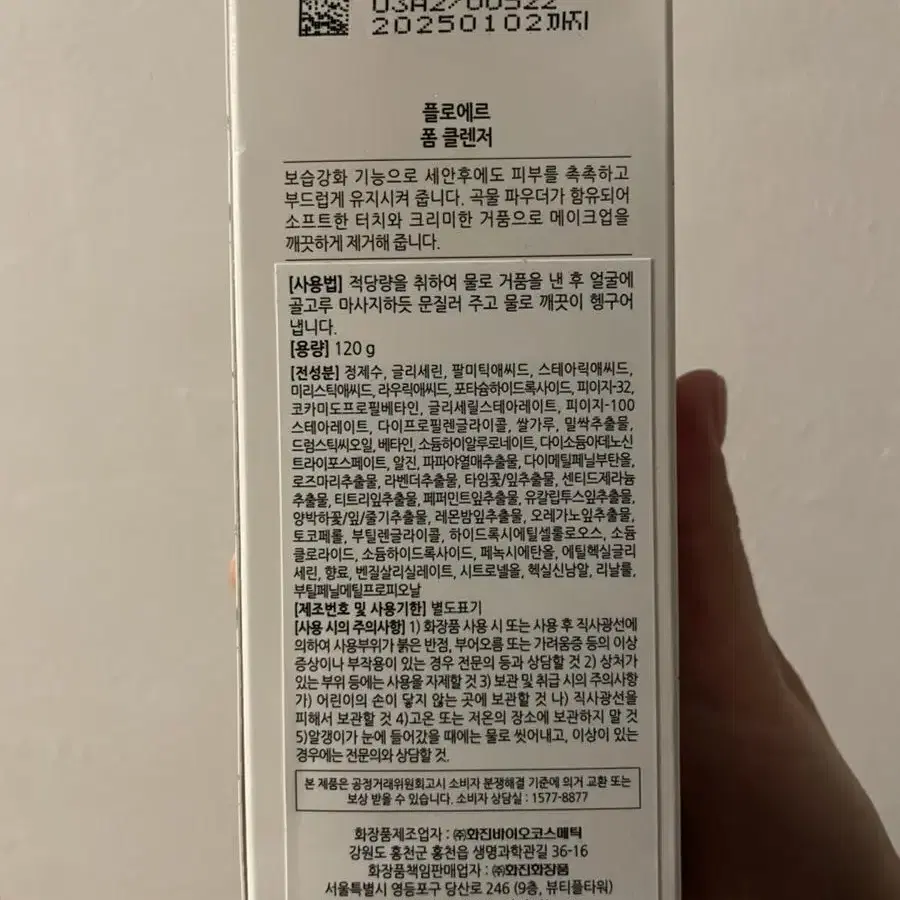 20250102까지
플로에르
폼 클렌저
보습강화 기능으로 세안후에도 피부를 촉촉하고
부드럽게 유지시켜 줍니다. 곡물 파우더가 함유되어
소프트한 터치와 크리미한 거품으로 메이크업을
깨끗하게 제거해 줍니다.
[사용법] 적당량을 취하여 물로 거품을 낸 후 얼굴에
골고루 마사지하듯 문질러 주고 물로 깨끗이 헹구어
냅니다.
[용량] 120 g
[전성분] 정제수, 글리세린, 팔미틱애씨드, 스테아릭애씨드,
미리스틱애씨드, 라우릭애씨드, 포타슘하이드록사이드, 피이지-32,
코카미도프로필베타인, 글리세릴스테아레이트, 피이지-100
스테아레이트, 다이프로필렌글라이콜, 쌀가루, 밀싹추출물,
드럼스틱씨오일, 베타인, 소듐하이알루로네이트, 다이소듐아데노신
트라이포스페이트, 알진, 파파야열매추출물, 다이메틸페닐부탄올,
로즈마리추출물, 라벤더추출물, 타임꽃/잎추출물, 센티드제라늄
추출물, 티트리잎추출물, 페퍼민트잎추출물, 유칼립투스잎추출물,
양박하꽃/잎/줄기추출물, 레몬밤잎추출물, 오레가노잎추출물,
토코페롤, 부틸렌글라이콜, 하이드록시에틸셀룰로오스, 소듐
클로라이드, 소듐하이드록사이드, 페녹시에탄올, 에틸헥실글리
세린, 향료, 벤질살리실레이트, 시트로넬올, 헥실신남알, 리날룰,
부틸페닐메틸프로피오날
[제조번호 및 사용기한] 별도표기
[사용 시의 주의사항] 1) 화장품 사용 시 또는 사용 후 직사광선에
의하여 사용부위가 붉은 반점, 부어오름 또는 가려움증 등의 이상
증상이나 부작용이 있는 경우 전문의 등과 상담할 것 2) 상처가
있는 부위 등에는 사용을 자제할 것 3) 보관 및 취급 시의 주의사항
가) 어린이의 손이 닿지 않는 곳에 보관할 것 나) 직사광선을
피해서 보관할 것 4)고온 또는 저온의 장소에 보관하지 말 것
5)알갱이가 눈에 들어갔을 때에는 물로 씻어내고, 이상이 있는
경우에는 전문의와 상담할 것.
본 제품은 공정거래위원회고시 소비자 분쟁해결 기준에 의거 교환 또는
보상 받을 수 있습니다. 소비자 상담실 : 1577-8877
화장품제조업자 : ㈜화진바이오코스메틱
강원도 홍천군 홍천읍 생명과학관길 36-16
화장품책임판매업자 : ㈜화진화장품
서울특별시 영등포구 당산로 246 (9층, 뷰티플타워)